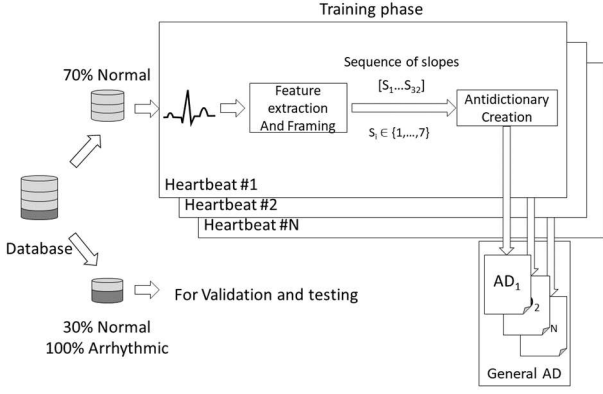 Training phase
70% Normal
Sequence of slopes
[S1...S32]
Feature
extraction
And Framing
Si ∈ {1,...,7}
Antidictionary
Creation
Heartbeat #1
Heartbeat #2
Heartbeat #N
Database
For Validation and testing
30% Normal
100% Arrhythmic
AD1
D2
N
General AD